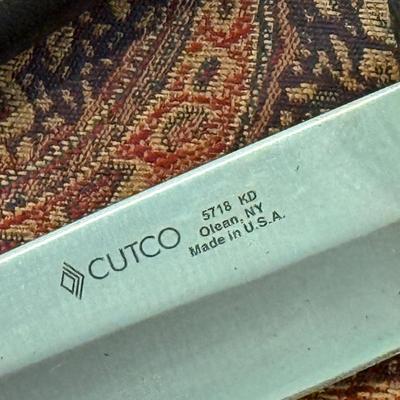 CUTCO
5718 KD
Olean, NY
Made in U.S.A.